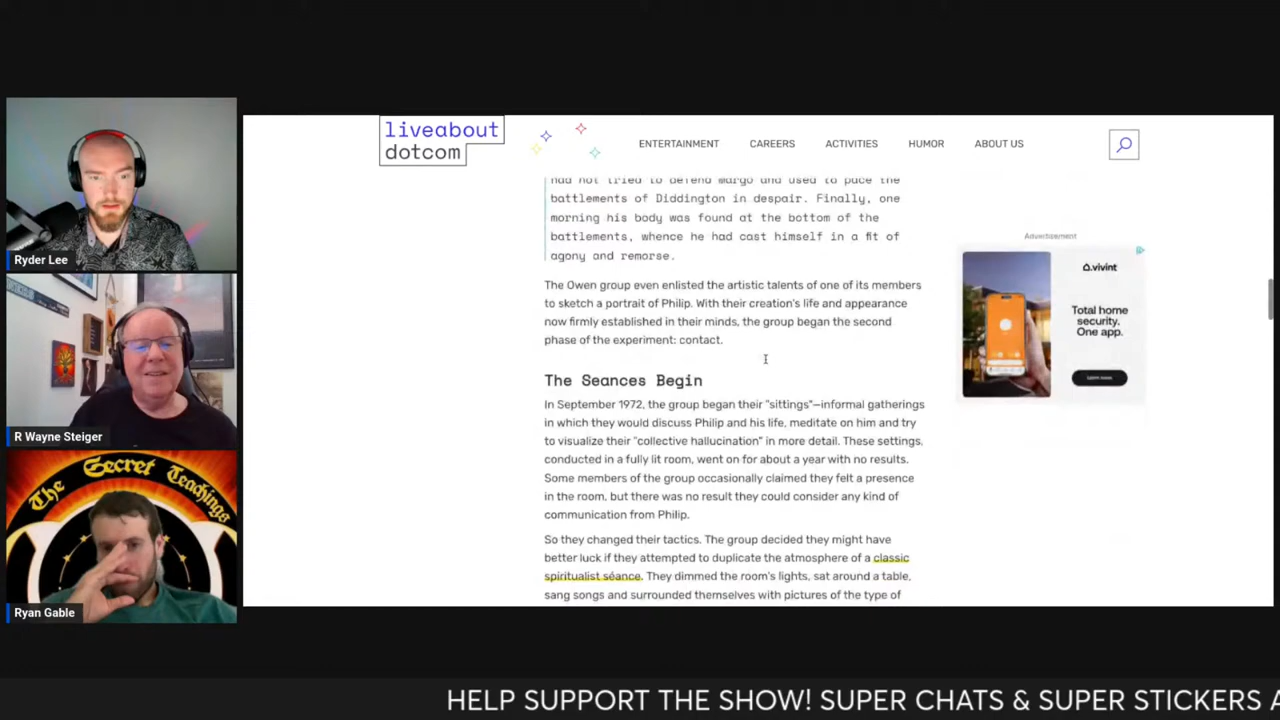 liveabout
dotcom
ENTERTAINMENT
CAREERS
ACTIVITIES
HUMOR
ABOUT US
had not tried to defend Margo and used to pace the
battlements of Diddington in despair. Finally, one
morning his body was found at the bottom of the
battlements, whence he had cast himself in a fit of
agony and remorse.
The Owen group even enlisted the artistic talents of one of its members
to sketch a portrait of Philip. With their creation's life and appearance
now firmly established in their minds, the group began the second
phase of the experiment: contact.
The Seances Begin
In September 1972, the group began their "sittings"—informal gatherings
in which they would discuss Philip and his life, meditate on him and try
to visualize their "collective hallucination" in more detail. These settings,
conducted in a fully lit room, went on for about a year with no results.
Some members of the group occasionally claimed they felt a presence
in the room, but there was no result they could consider any kind of
communication from Philip.
So they changed their tactics. The group decided they might have
better luck if they attempted to duplicate the atmosphere of a classic
spiritualist séance. They dimmed the room's lights, sat around a table,
sang songs and surrounded themselves with pictures of the type of
Advertisement
vivint
Total home
security.
One app.
Ryder Lee
R Wayne Steiger
The Secret Teachings
Ryan Gable
HELP SUPPORT THE SHOW! SUPER CHATS & SUPER STICKERS A